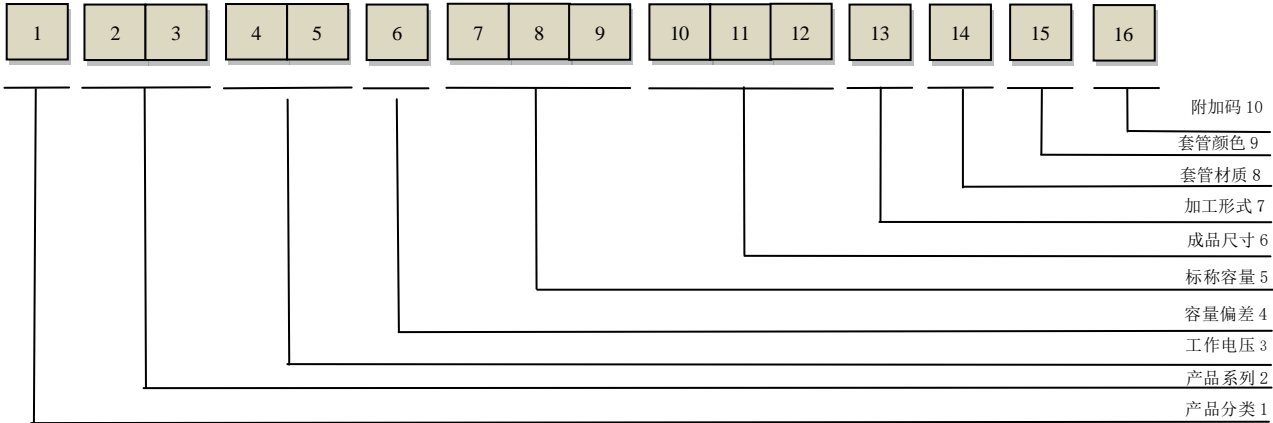 1 2 3 4 5 6 7 8 9 10 11 12 13 14 15 16
附加码 10
套管颜色 9
套管材质 8
加工形式 7
成品尺寸 6
标称容量 5
容量偏差 4
工作电压 3
产品系列 2
产品分类 1